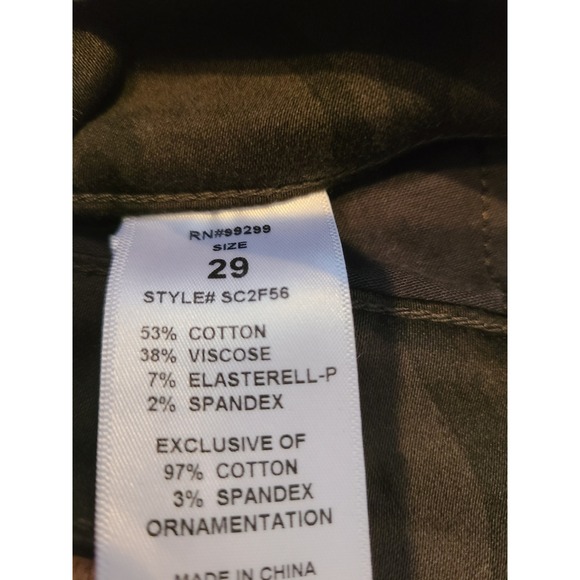 RN#99299
SIZE
29
STYLE# SC2F56
53% COTTON
38% VISCOSE
7% ELASTERELL-P
2% SPANDEX
EXCLUSIVE OF
97% COTTON
3% SPANDEX
ORNAMENTATION
MADE IN CHINA